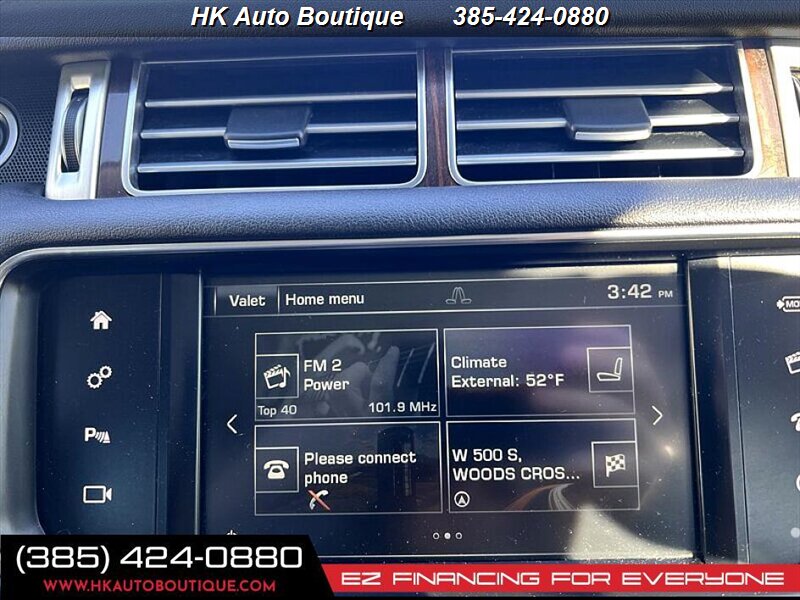 HK Auto Boutique 385-424-0880
Valet Home menu 3:42 PM
FM 2
Power
Top 40 101.9 MHz
Climate
External: 52°F
Please connect
phone
W 500 S,
WOODS CROS...
P
(385) 424-0880
WWW.HKAUTOBOUTIQUE.COM
EZ FINANCING FOR EVERYONE